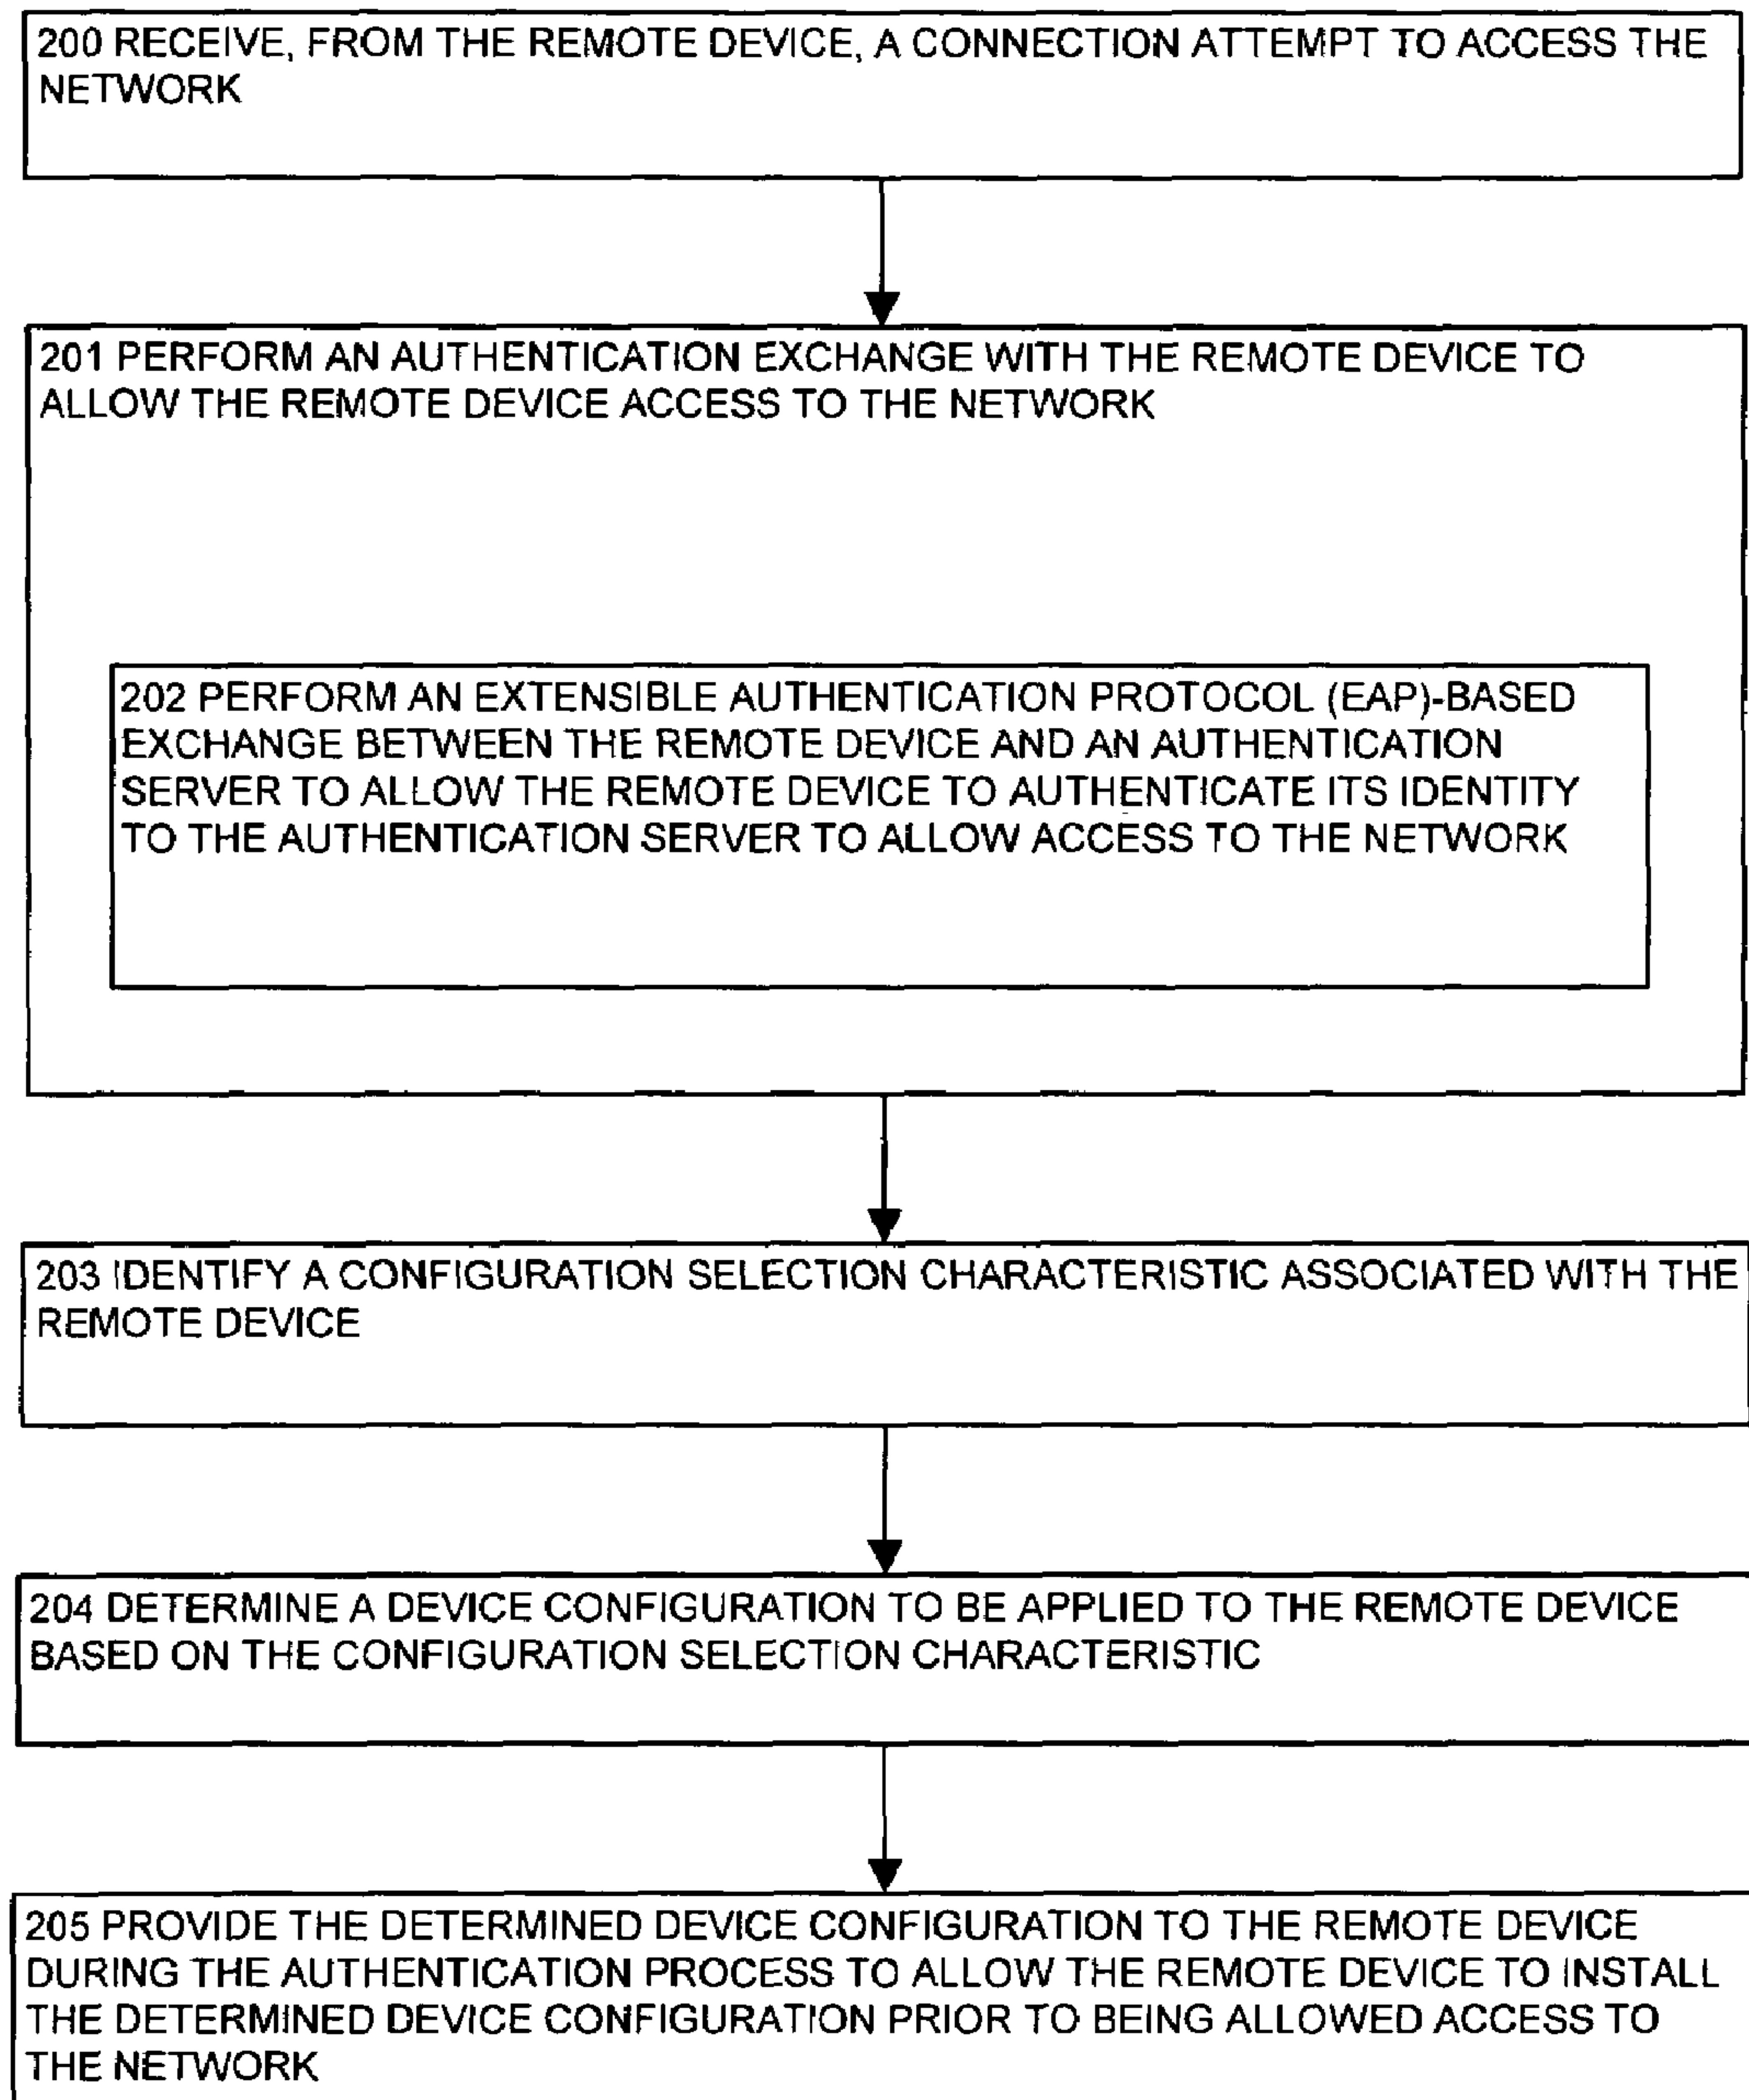 200 RECEIVE, FROM THE REMOTE DEVICE, A CONNECTION ATTEMPT TO ACCESS THE
NETWORK
201 PERFORM AN AUTHENTICATION EXCHANGE WITH THE REMOTE DEVICE TO
ALLOW THE REMOTE DEVICE ACCESS TO THE NETWORK
202 PERFORM AN EXTENSIBLE AUTHENTICATION PROTOCOL (EAP)-BASED
EXCHANGE BETWEEN THE REMOTE DEVICE AND AN AUTHENTICATION
SERVER TO ALLOW THE REMOTE DEVICE TO AUTHENTICATE ITS IDENTITY
TO THE AUTHENTICATION SERVER TO ALLOW ACCESS TO THE NETWORK
203 IDENTIFY A CONFIGURATION SELECTION CHARACTERISTIC ASSOCIATED WITH THE
REMOTE DEVICE
204 DETERMINE A DEVICE CONFIGURATION TO BE APPLIED TO THE REMOTE DEVICE
BASED ON THE CONFIGURATION SELECTION CHARACTERISTIC
205 PROVIDE THE DETERMINED DEVICE CONFIGURATION TO THE REMOTE DEVICE
DURING THE AUTHENTICATION PROCESS TO ALLOW THE REMOTE DEVICE TO INSTALL
THE DETERMINED DEVICE CONFIGURATION PRIOR TO BEING ALLOWED ACCESS TO
THE NETWORK